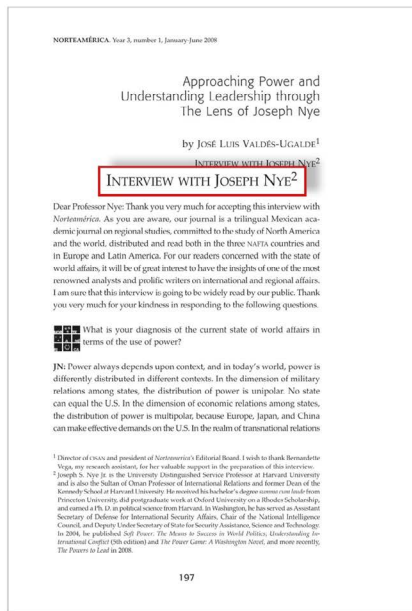 NORTEAMÉRICA. Year 3, number 1, January-June 2008
Approaching Power and
Understanding Leadership through
The Lens of Joseph Nye
by JOSÉ LUIS VALDÉS-UGALDE1
INTERVIEW WITH JOSEPH NYE2
INTERVIEW WITH JOSEPH NYE2
Dear Professor Nye: Thank you very much for accepting this interview with
Norteamérica. As you are aware, our journal is a trilingual Mexican aca-
demic journal on regional studies, committed to the study of North America
and the world, distributed and read both in the three NAFTA countries and
in Europe and Latin America. For our readers concerned with the state of
world affairs, it will be of great interest to have the insights of one of the most
renowned analysts and prolific writers on international and regional affairs.
I am sure that this interview is going to be widely read by our public. Thank
you very much for your kindness in responding to the following questions.
What is your diagnosis of the current state of world affairs in
terms of the use of power?
JN: Power always depends upon context, and in today's world, power is
differently distributed in different contexts. In the dimension of military
relations among states, the distribution of power is unipolar. No state
can equal the U.S. In the dimension of economic relations among states,
the distribution of power is multipolar, because Europe, Japan, and China
can make effective demands on the U.S. In the realm of transnational relations
1 Director of CISAN and president of Norteamérica's Editorial Board. I wish to thank Bernardette
Vega, my research assistant, for her valuable support in the preparation of this interview.
2 Joseph S. Nye Jr. is the University Distinguished Service Professor at Harvard University
and is also the Sultan of Oman Professor of International Relations and former Dean of the
Kennedy School at Harvard University. He received his bachelor's degree summa cum laude from
Princeton University, did postgraduate work at Oxford University on a Rhodes Scholarship,
and earned a Ph. D. in political science from Harvard. In Washington, he has served as Assistant
Secretary of Defense for International Security Affairs, Chair of the National Intelligence
Council, and Deputy Under Secretary of State for Security Assistance, Science and Technology.
In 2004, he published Soft Power: The Means to Success in World Politics; Understanding In-
ternational Conflict (5th edition) and The Power Game: A Washington Novel, and more recently,
The Powers to Lead in 2008.
197